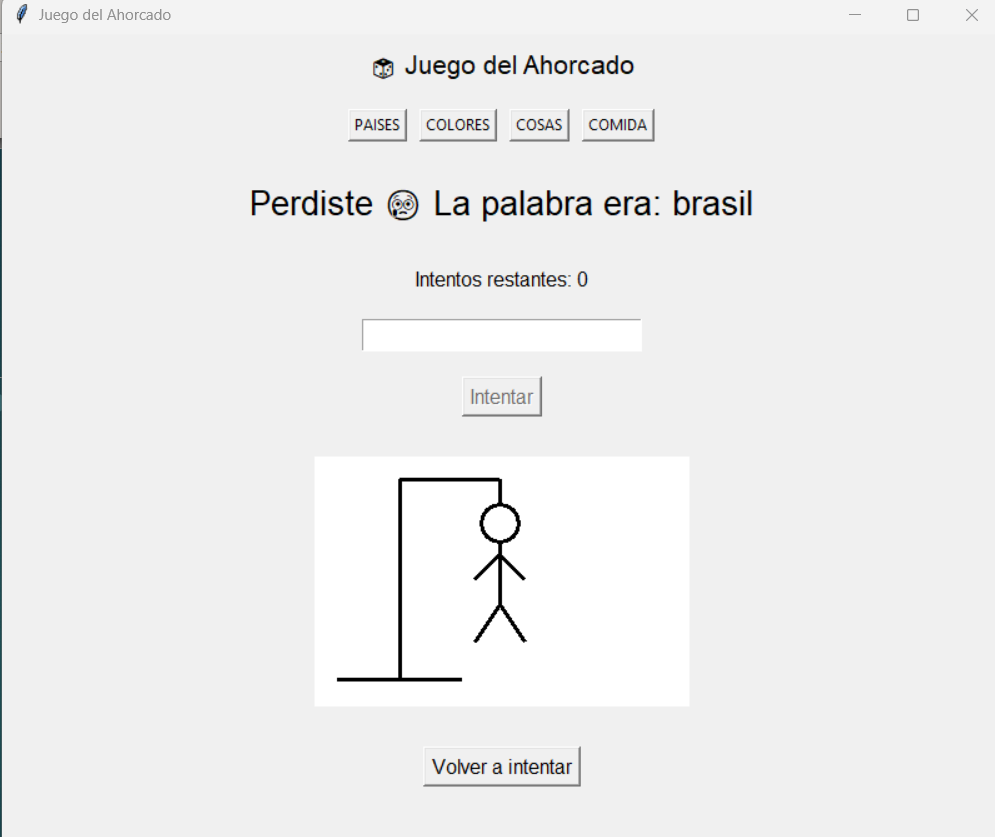 Juego del Ahorcado
🎲 Juego del Ahorcado
PAISES COLORES COSAS COMIDA
Perdiste 😢 La palabra era: brasil
Intentos restantes: 0
Intentar
Volver a intentar